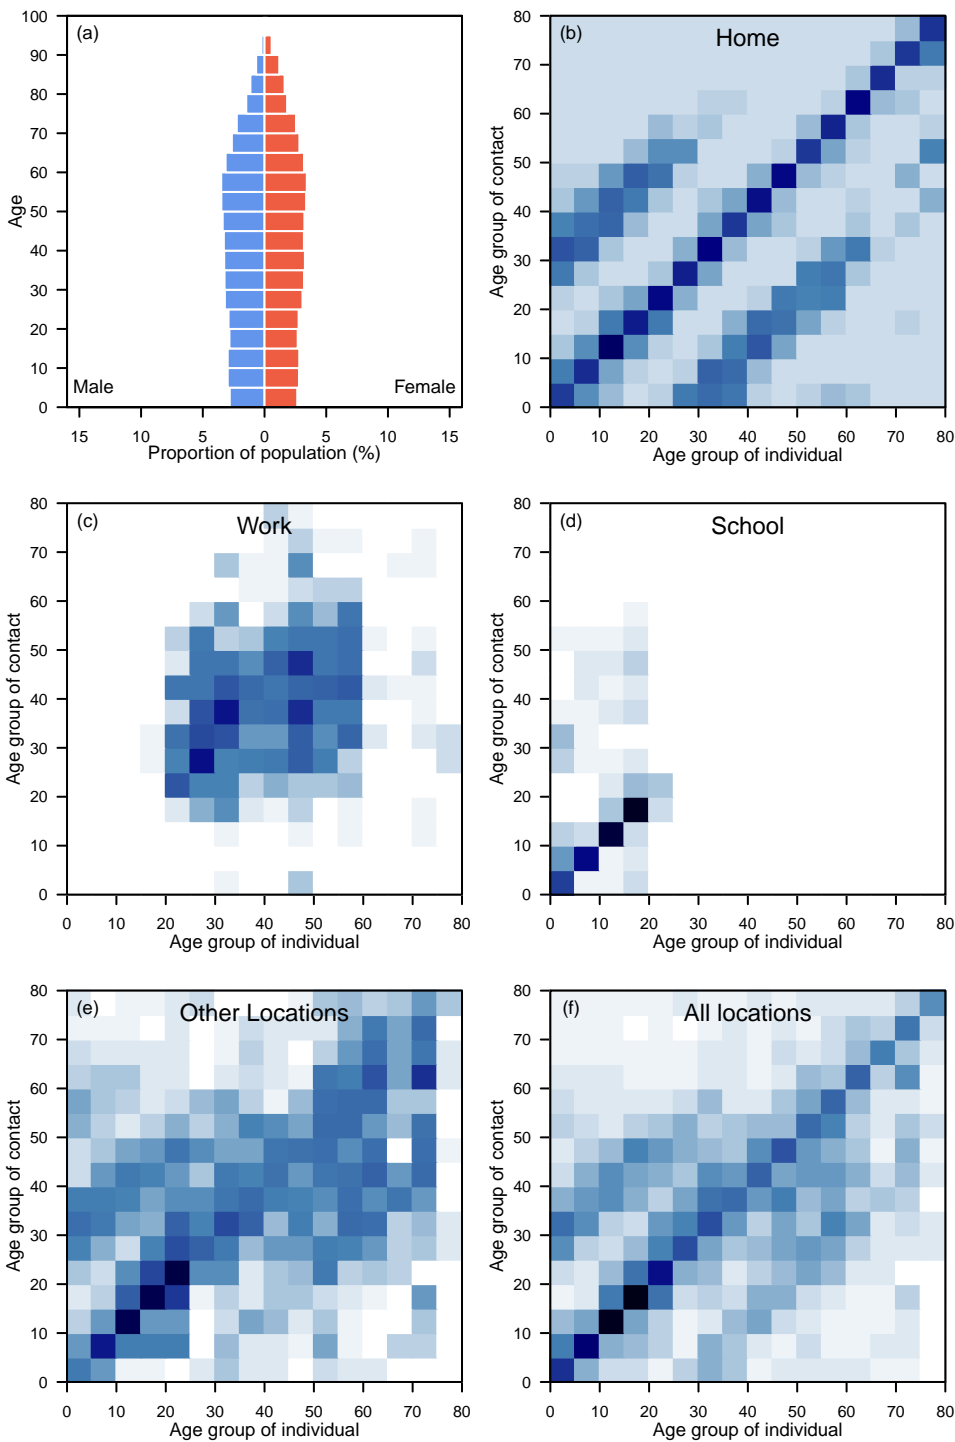 (a)
100
90
80
70
60
50
40
30
20
10
0
Age
Male
Female
15 10 5 0 5 10 15
Proportion of population (%)
(b)
Home
80
70
60
50
40
30
20
10
0
Age group of contact
0 10 20 30 40 50 60 70 80
Age group of individual
(c)
Work
80
70
60
50
40
30
20
10
0
Age group of contact
0 10 20 30 40 50 60 70 80
Age group of individual
(d)
School
80
70
60
50
40
30
20
10
0
Age group of contact
0 10 20 30 40 50 60 70 80
Age group of individual
(e)
Other Locations
80
70
60
50
40
30
20
10
0
Age group of contact
0 10 20 30 40 50 60 70 80
Age group of individual
(f)
All locations
80
70
60
50
40
30
20
10
0
Age group of contact
0 10 20 30 40 50 60 70 80
Age group of individual